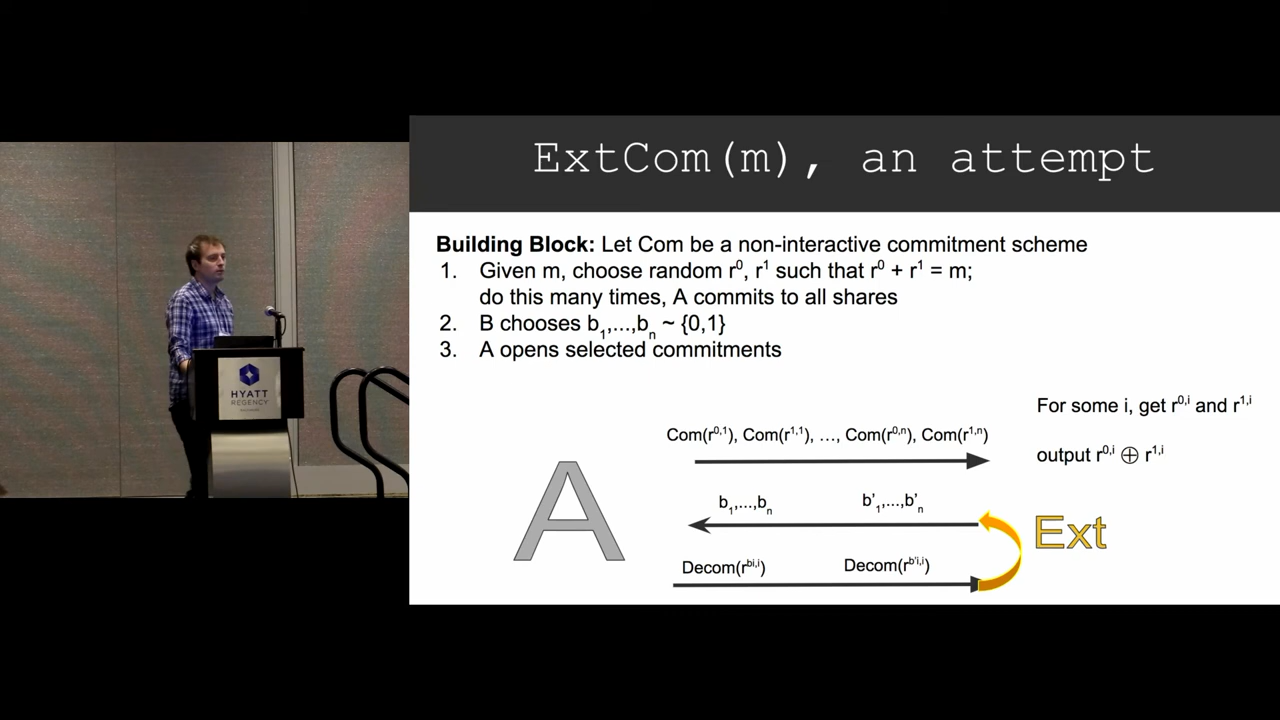 ExtCom(m), an attempt
Building Block: Let Com be a non-interactive commitment scheme
1. Given m, choose random r⁰, r¹ such that r⁰ + r¹ = m;
do this many times, A commits to all shares
2. B chooses b₁,...,bₙ ~ {0,1}
3. A opens selected commitments
For some i, get r⁰,ⁱ and r¹,ⁱ
output r⁰,ⁱ ⊕ r¹,ⁱ
Com(r⁰,¹), Com(r¹,¹), …, Com(r⁰,ⁿ), Com(r¹,ⁿ)
A
b₁,...,bₙ
b'₁,...,b'ₙ
Ext
Decom(rᵇⁱ,ⁱ)
Decom(rᵇ'ⁱ,ⁱ)
HYATT
REGENCY